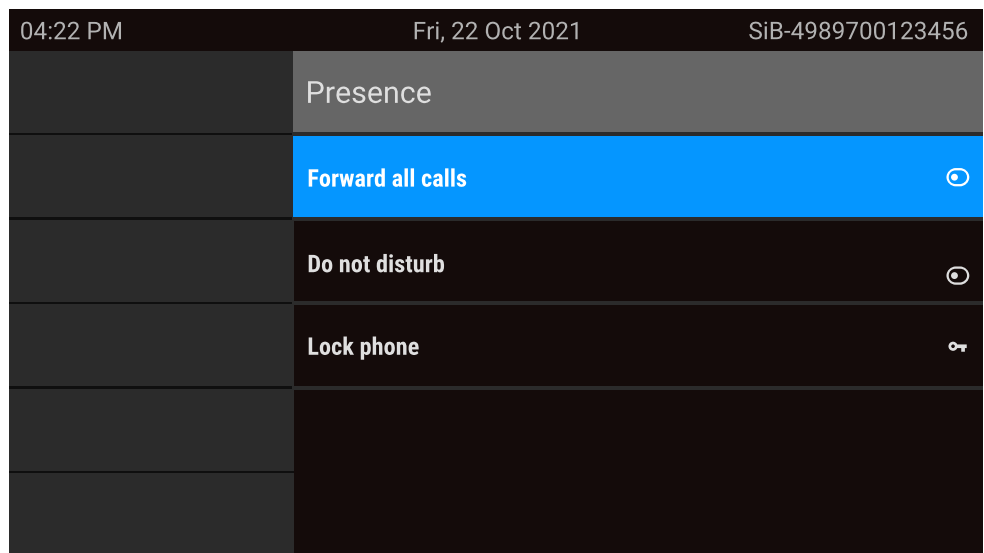 04:22 PM Fri, 22 Oct 2021 SiB-4989700123456
Presence
Forward all calls
Do not disturb
Lock phone